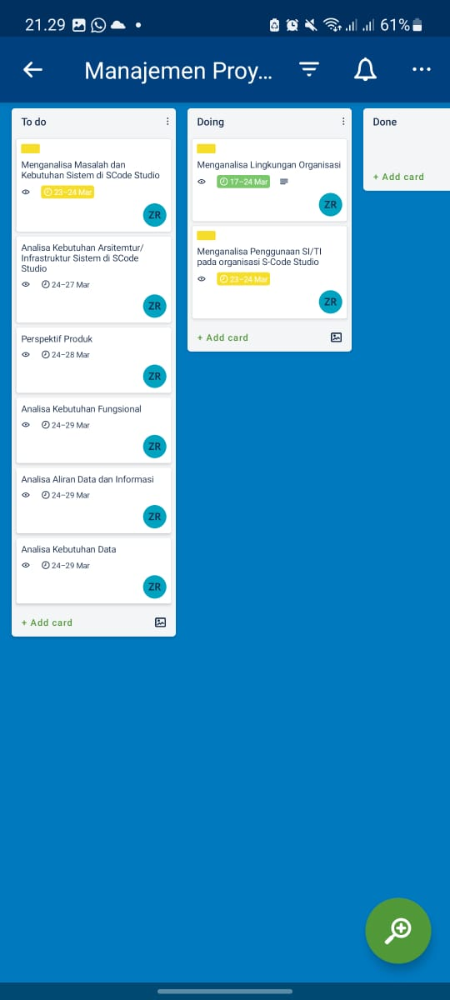 21.29
61%
Manajemen Proy...
To do
Menganalisa Masalah dan
Kebutuhan Sistem di SCode Studio
23–24 Mar
ZR
Analisa Kebutuhan Arsitemtur/
Infrastruktur Sistem di SCode
Studio
24–27 Mar
ZR
Perspektif Produk
24–28 Mar
ZR
Analisa Kebutuhan Fungsional
24–29 Mar
ZR
Analisa Aliran Data dan Informasi
24–29 Mar
ZR
Analisa Kebutuhan Data
24–29 Mar
ZR
+ Add card
Doing
Menganalisa Lingkungan Organisasi
17–24 Mar
ZR
Menganalisa Penggunaan SI/TI
pada organisasi S-Code Studio
23–24 Mar
ZR
+ Add card
Done
+ Add card